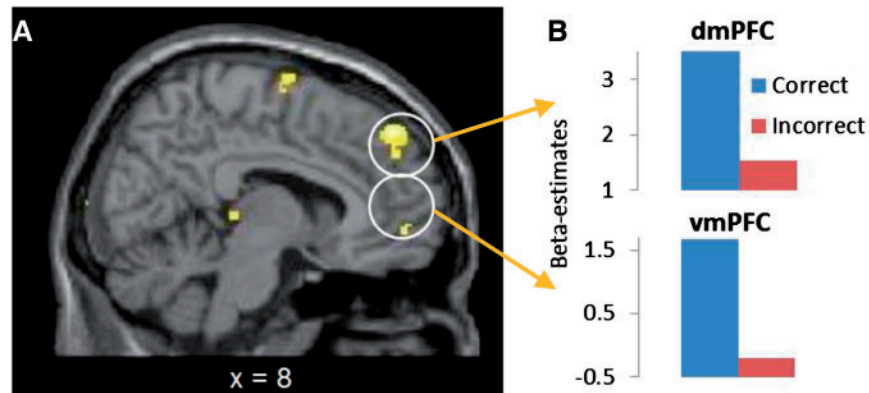 A
x = 8
B
dmPFC
Beta-estimates
3
2
1
Correct
Incorrect
vmPFC
1.5
0.5
-0.5